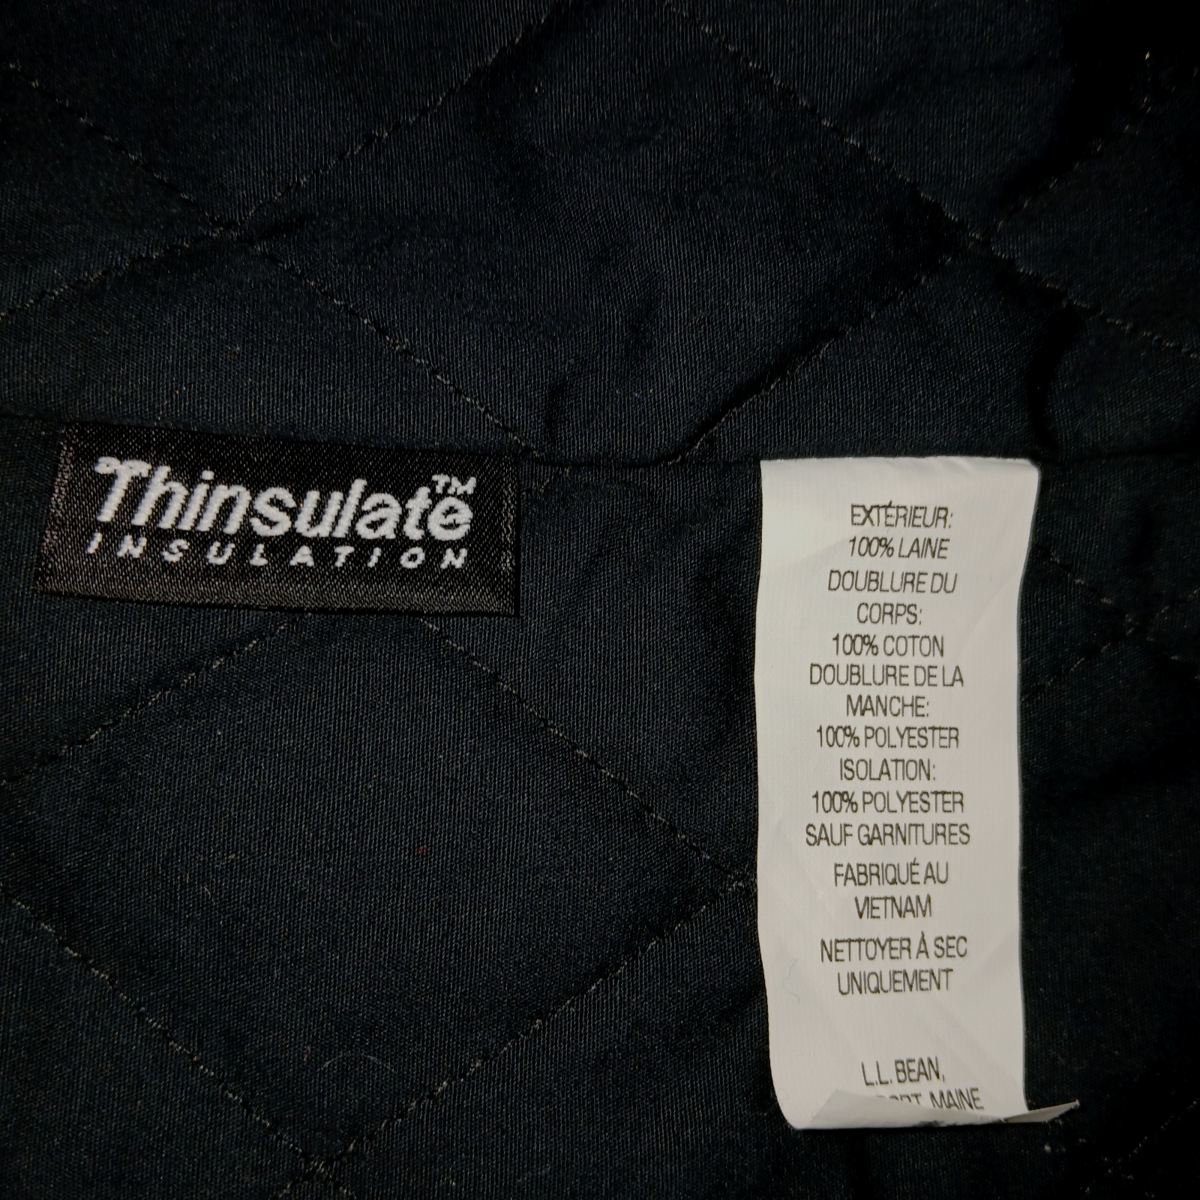 Thinsulate™
INSULATION
EXTÉRIEUR:
100% LAINE
DOUBLURE DU
CORPS:
100% COTON
DOUBLURE DE LA
MANCHE:
100% POLYESTER
ISOLATION:
100% POLYESTER
SAUF GARNITURES
FABRIQUÉ AU
VIETNAM
NETTOYER À SEC
UNIQUEMENT
L.L. BEAN,
MAINE